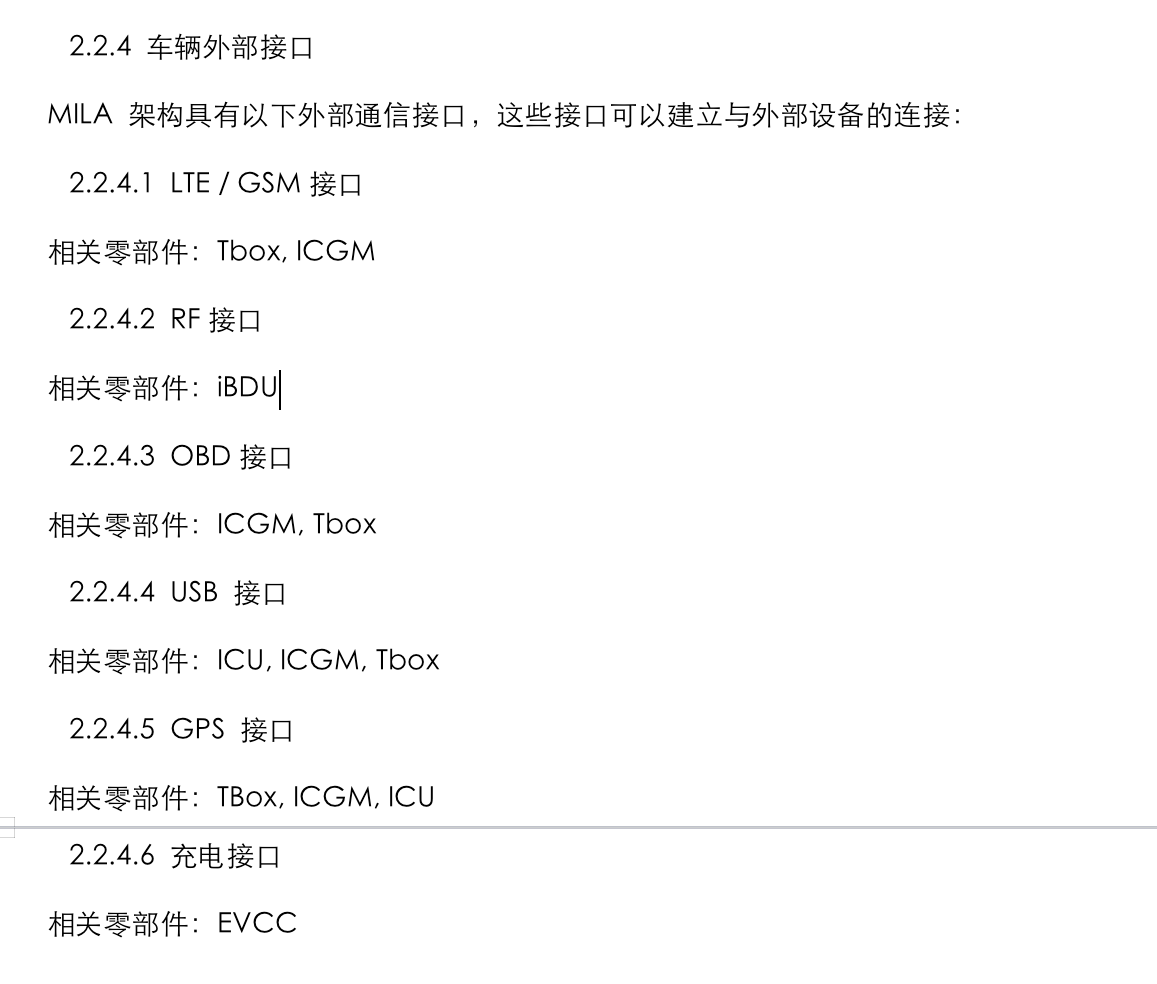 2.2.4 车辆外部接口
MILA 架构具有以下外部通信接口，这些接口可以建立与外部设备的连接：
2.2.4.1 LTE / GSM 接口
相关零部件：Tbox, ICGM
2.2.4.2 RF 接口
相关零部件：iBDU
2.2.4.3 OBD 接口
相关零部件：ICGM, Tbox
2.2.4.4 USB 接口
相关零部件：ICU, ICGM, Tbox
2.2.4.5 GPS 接口
相关零部件：TBox, ICGM, ICU
2.2.4.6 充电接口
相关零部件：EVCC